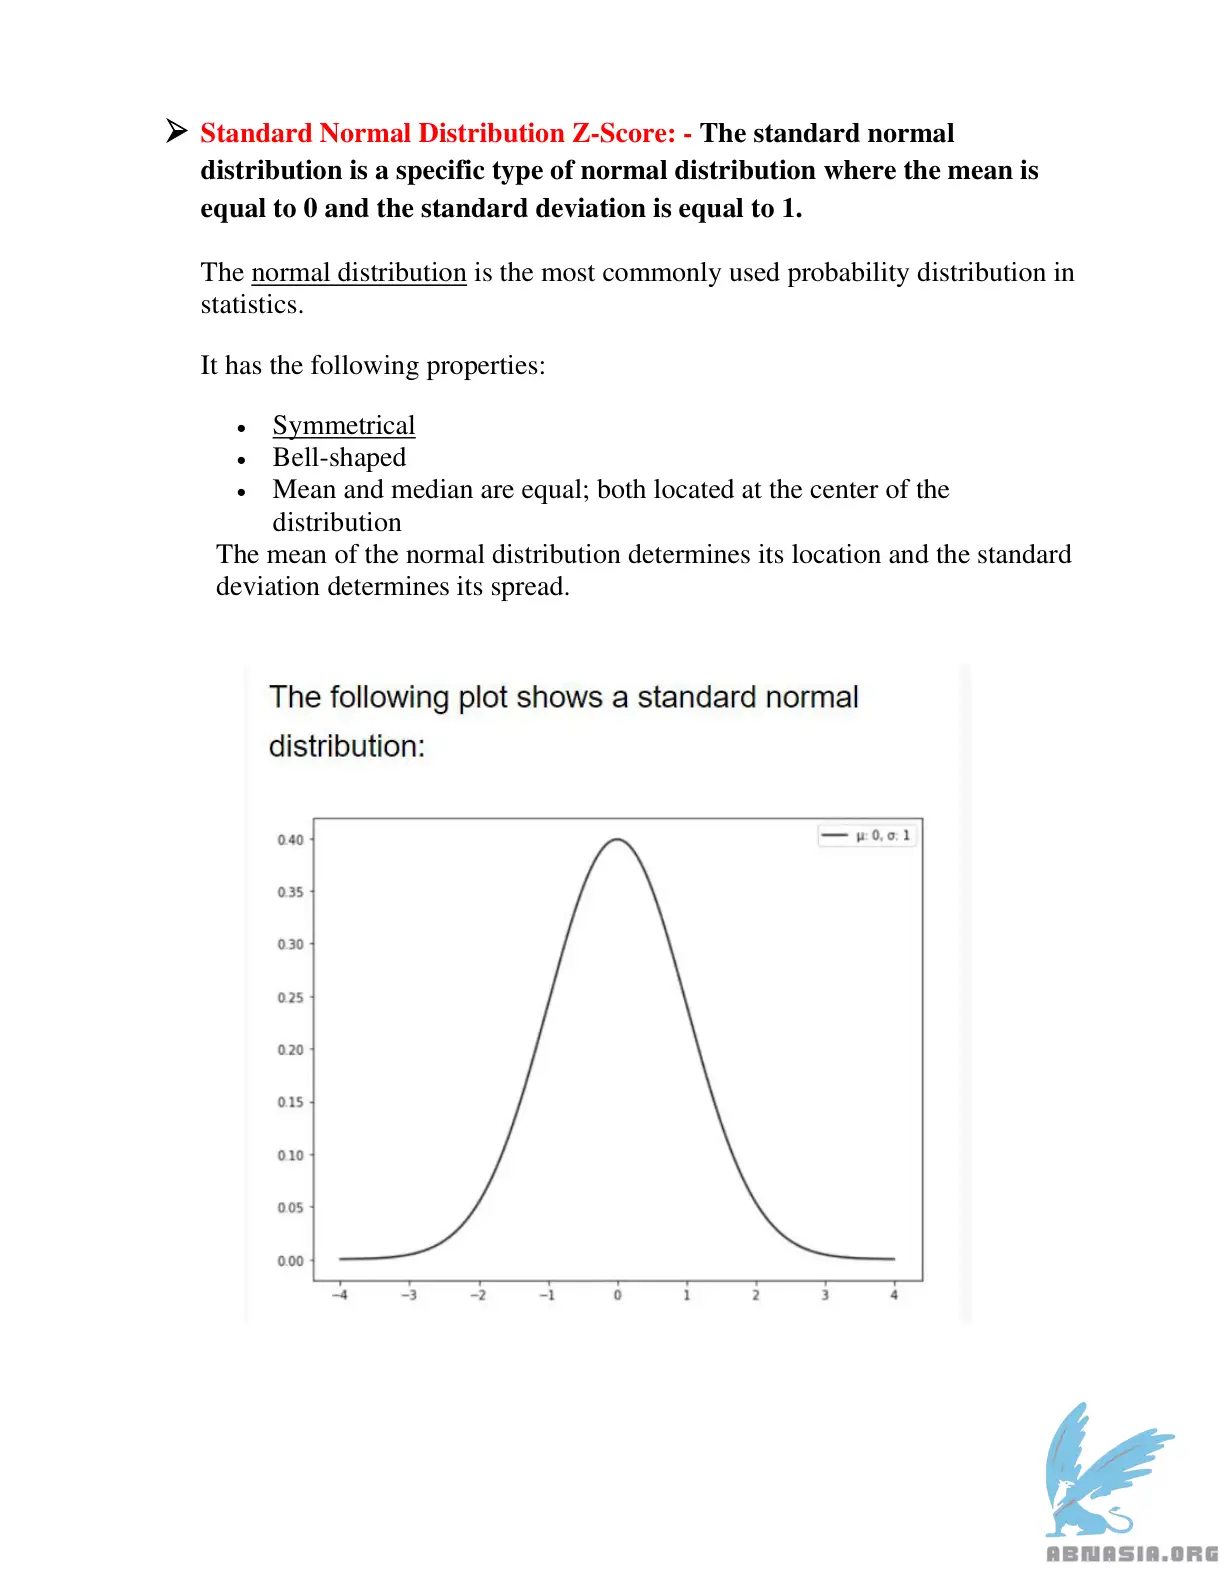 ➢ Standard Normal Distribution Z-Score: - The standard normal
distribution is a specific type of normal distribution where the mean is
equal to 0 and the standard deviation is equal to 1.
The normal distribution is the most commonly used probability distribution in
statistics.
It has the following properties:
• Symmetrical
• Bell-shaped
• Mean and median are equal; both located at the center of the
distribution
The mean of the normal distribution determines its location and the standard
deviation determines its spread.
The following plot shows a standard normal
distribution:
μ: 0, σ: 1
0.40
0.35
0.30
0.25
0.20
0.15
0.10
0.05
0.00
−4 −3 −2 −1 0 1 2 3 4
ABNASIA.ORG